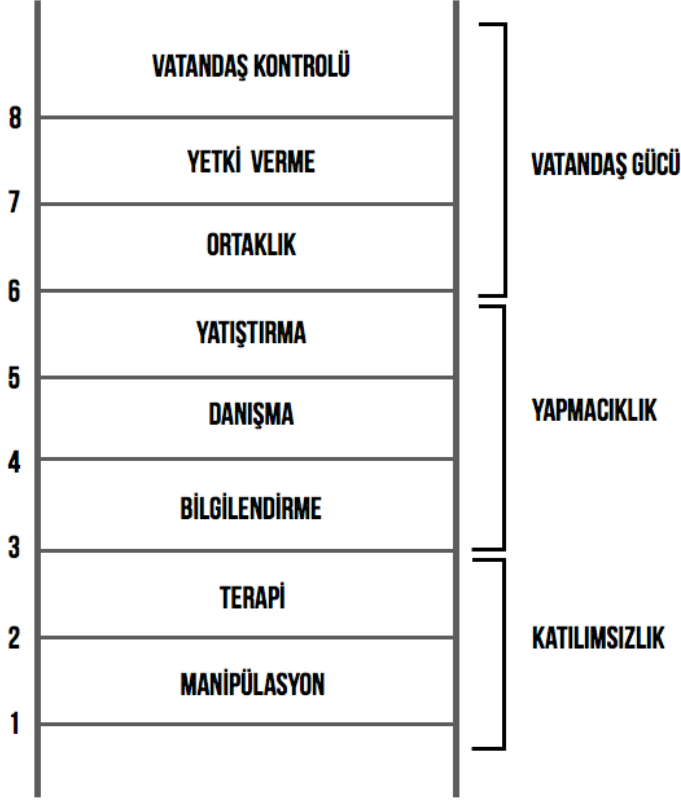 VATANDAŞ KONTROLÜ
8
YETKİ VERME
VATANDAŞ GÜCÜ
7
ORTAKLIK
6
YATIŞTIRMA
5
DANIŞMA
YAPMACIKLIK
4
BİLGİLENDİRME
3
TERAPİ
2
KATILIMSIZLIK
MANİPÜLASYON
1